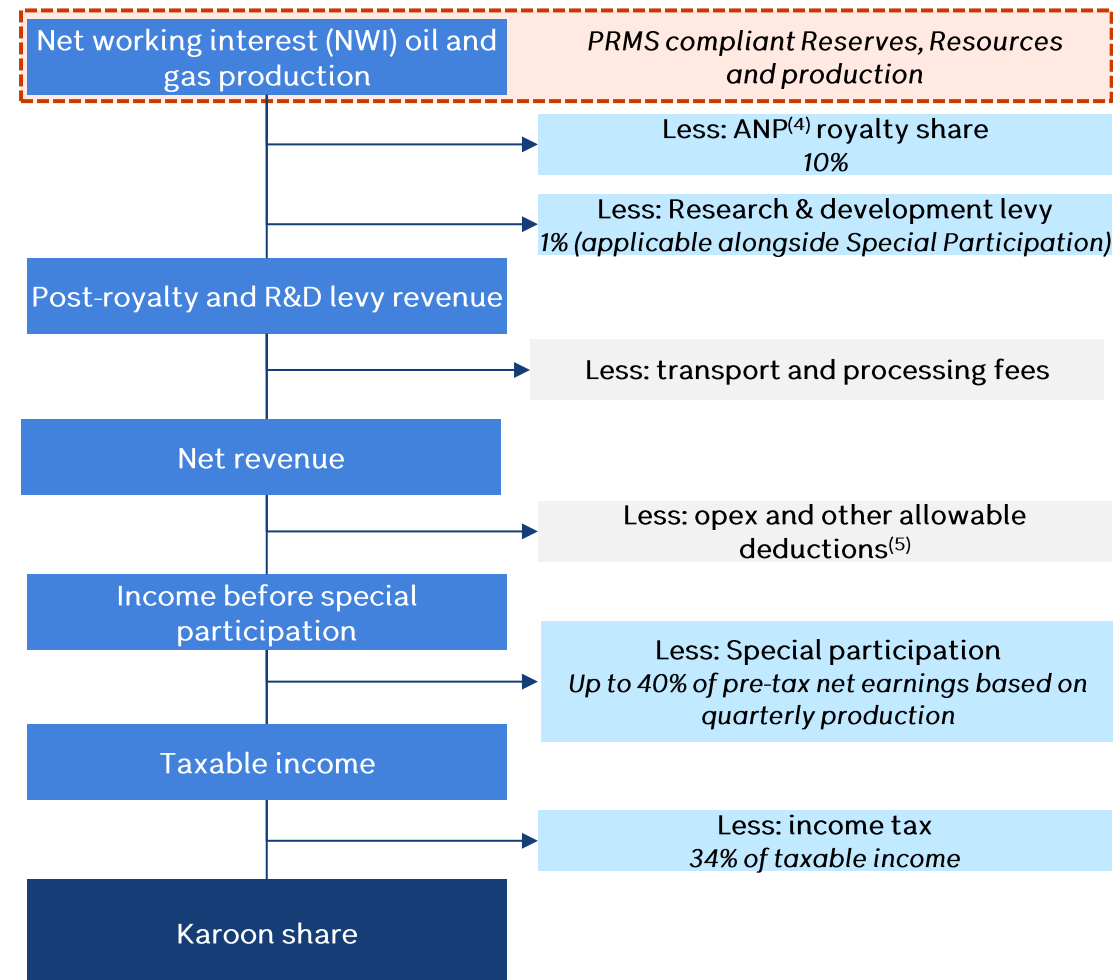 Net working interest (NWI) oil and
gas production
PRMS compliant Reserves, Resources
and production
Less: ANP(4) royalty share
10%
Less: Research & development levy
1% (applicable alongside Special Participation)
Post-royalty and R&D levy revenue
Less: transport and processing fees
Net revenue
Less: opex and other allowable
deductions(5)
Income before special
participation
Less: Special participation
Up to 40% of pre-tax net earnings based on
quarterly production
Taxable income
Less: income tax
34% of taxable income
Karoon share